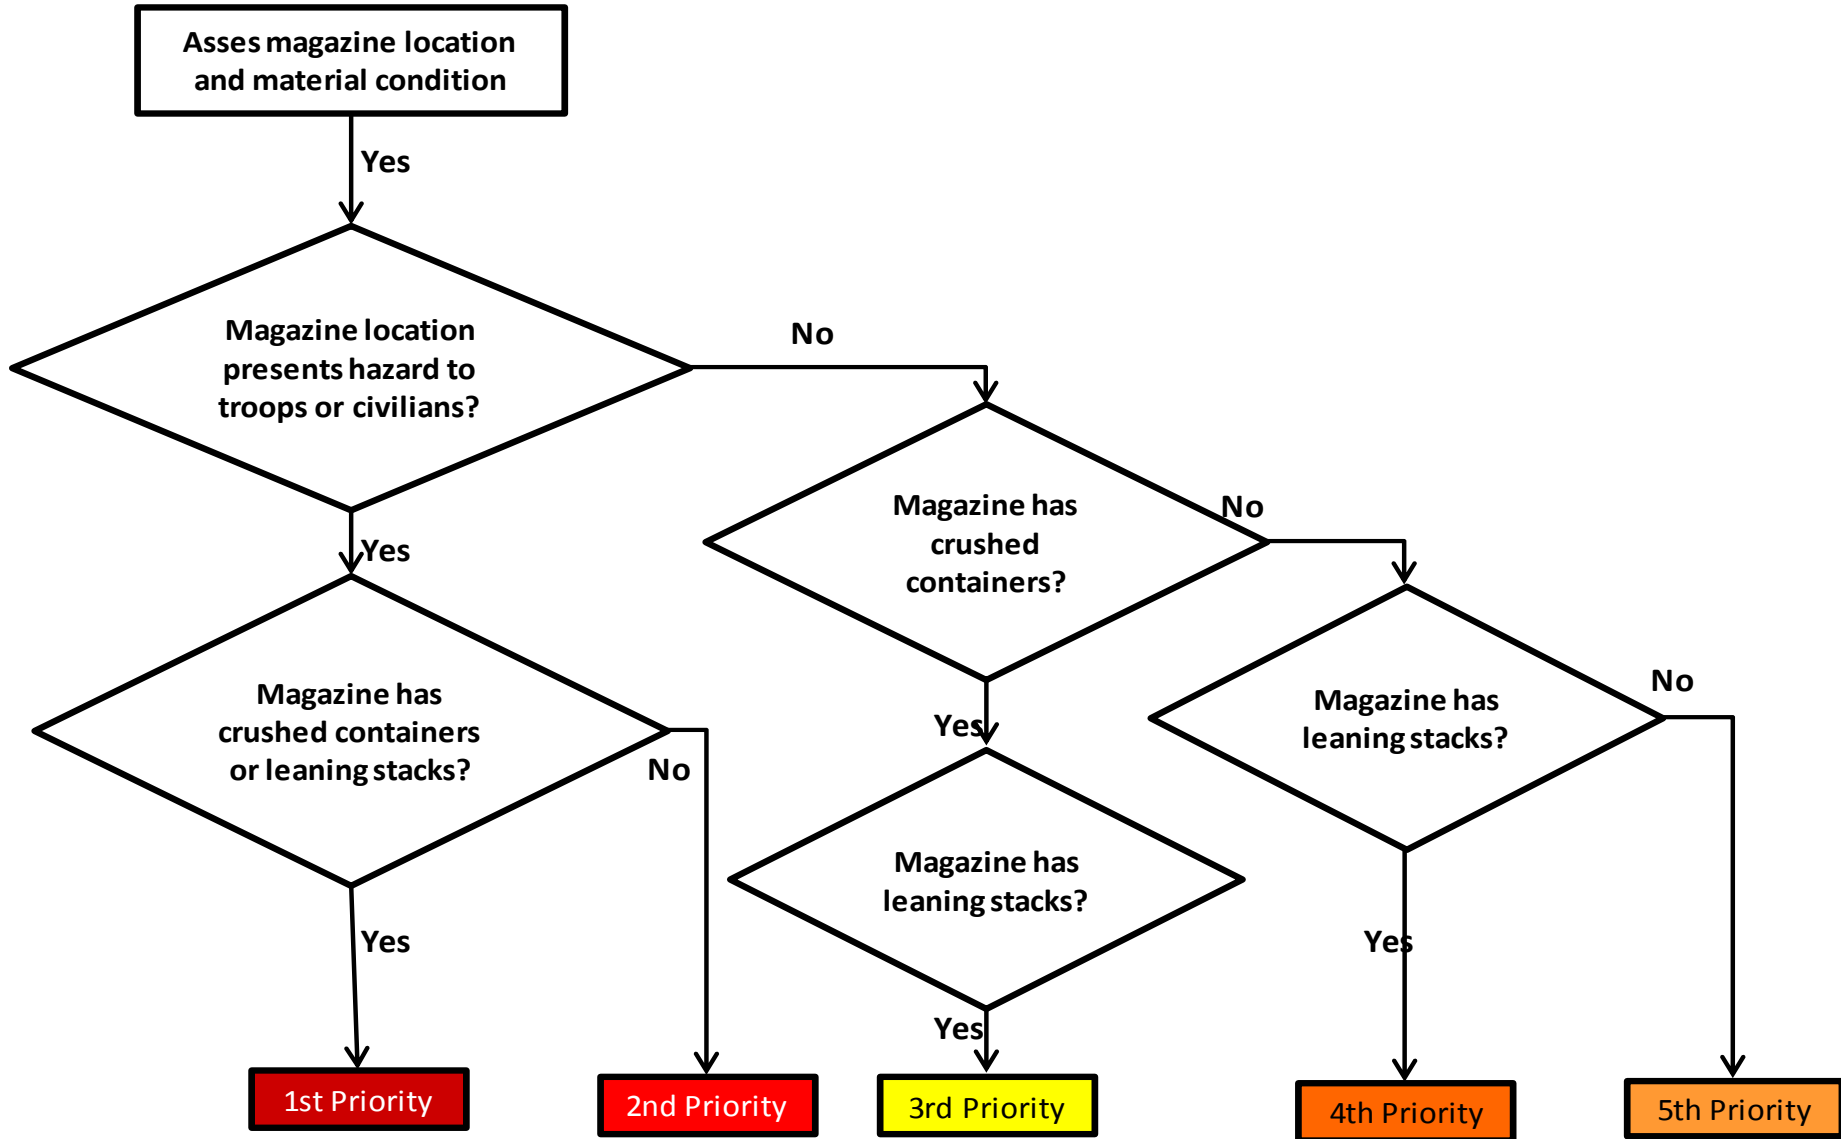 Asses magazine location
and material condition
Yes
Magazine location
presents hazard to
troops or civilians?
No
Yes
Magazine has
crushed
containers?
No
Magazine has
crushed containers
or leaning stacks?
No
Yes
Magazine has
leaning stacks?
No
Magazine has
leaning stacks?
Yes
Yes
Yes
1st Priority
2nd Priority
3rd Priority
4th Priority
5th Priority